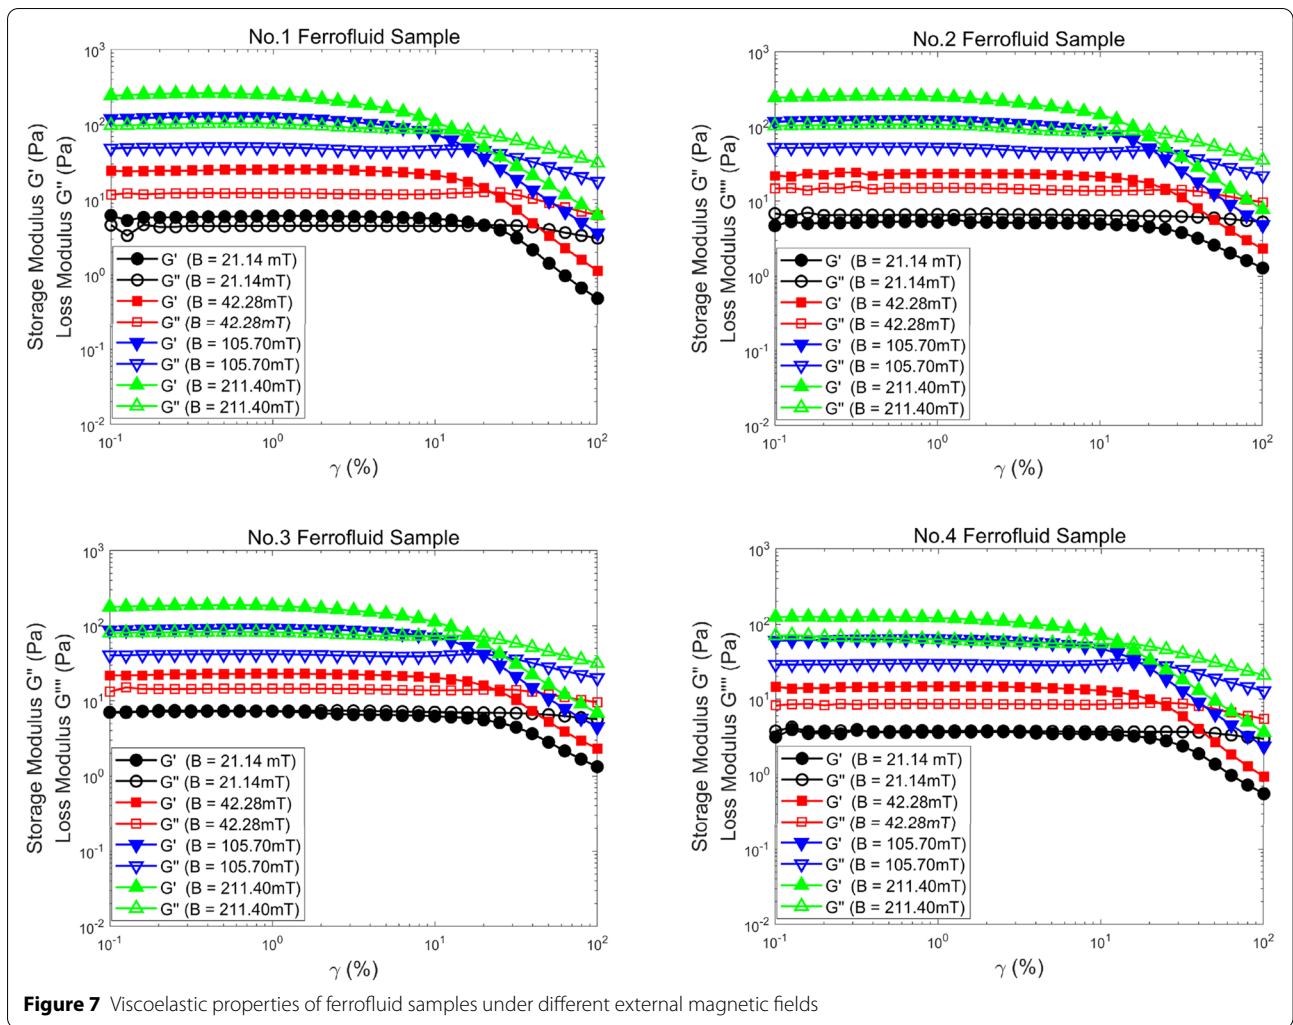 No.1 Ferrofluid Sample
Storage Modulus G' (Pa)
Loss Modulus G" (Pa)
10³
10²
10¹
10⁰
10⁻¹
10⁻²
G' (B = 21.14 mT)
G" (B = 21.14mT)
G' (B = 42.28mT)
G" (B = 42.28mT)
G' (B = 105.70mT)
G" (B = 105.70mT)
G' (B = 211.40mT)
G" (B = 211.40mT)
10⁻¹ 10⁰ 10¹ 10²
γ (%)
No.2 Ferrofluid Sample
Storage Modulus G" (Pa)
Loss Modulus G"" (Pa)
10³
10²
10¹
10⁰
10⁻¹
10⁻²
G' (B = 21.14 mT)
G" (B = 21.14mT)
G' (B = 42.28mT)
G" (B = 42.28mT)
G' (B = 105.70mT)
G" (B = 105.70mT)
G' (B = 211.40mT)
G" (B = 211.40mT)
10⁻¹ 10⁰ 10¹ 10²
γ (%)
No.3 Ferrofluid Sample
Storage Modulus G" (Pa)
Loss Modulus G"" (Pa)
10³
10²
10¹
10⁰
10⁻¹
10⁻²
G' (B = 21.14 mT)
G" (B = 21.14mT)
G' (B = 42.28mT)
G" (B = 42.28mT)
G' (B = 105.70mT)
G" (B = 105.70mT)
G' (B = 211.40mT)
G" (B = 211.40mT)
10⁻¹ 10⁰ 10¹ 10²
γ (%)
No.4 Ferrofluid Sample
Storage Modulus G" (Pa)
Loss Modulus G"" (Pa)
10³
10²
10¹
10⁰
10⁻¹
10⁻²
G' (B = 21.14 mT)
G" (B = 21.14mT)
G' (B = 42.28mT)
G" (B = 42.28mT)
G' (B = 105.70mT)
G" (B = 105.70mT)
G' (B = 211.40mT)
G" (B = 211.40mT)
10⁻¹ 10⁰ 10¹ 10²
γ (%)
Figure 7 Viscoelastic properties of ferrofluid samples under different external magnetic fields